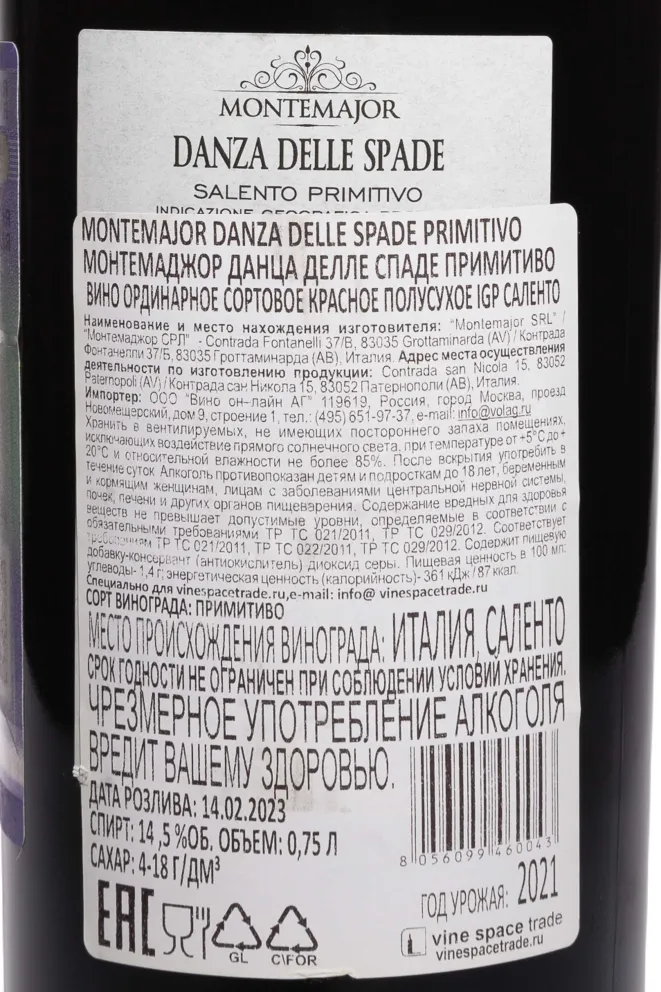 MONTEMAJOR
DANZA DELLE SPADE
SALENTO PRIMITIVO
MONTEMAJOR DANZA DELLE SPADE PRIMITIVO
МОНТЕМАДЖОР ДАНЦА ДЕЛЛЕ СПАДЕ ПРИМИТИВО
ВИНО ОРДИНАРНОЕ СОРТОВОЕ КРАСНОЕ ПОЛУСУХОЕ IGP САЛЕНТО
Наименование и место нахождения изготовителя: "Montemajor SRL" /
"Монтемаджор СРЛ" - Contrada Fontanelli 37/B, 83035 Grottaminarda (AV) / Контрада
Фонтанелли 37/Б, 83035 Гроттаминарда (АВ), Италия. Адрес места осуществления
деятельности по изготовлению продукции: Contrada san Nicola 15, 83052
Paternopoli (AV) / Контрада сан Никола 15, 83052 Патернополи (АВ), Италия.
Импортер: ООО "Вино он-лайн АГ" 119619, Россия, город Москва, проезд
Новомещерский, дом 9, строение 1, тел.: (495) 651-97-37, e-mail: info@volag.ru
Хранить в вентилируемых, не имеющих постороннего запаха помещениях,
исключающих воздействие прямого солнечного света, при температуре от +5°С до +
20°С и относительной влажности не более 85%. После вскрытия употребить в
течение суток. Алкоголь противопоказан детям и подросткам до 18 лет, беременным
и кормящим женщинам, лицам с заболеваниями центральной нервной системы,
почек, печени и других органов пищеварения. Содержание вредных для здоровья
веществ не превышает допустимые уровни, определяемые в соответствии с
обязательными требованиями ТР ТС 021/2011, ТР ТС 029/2012. Соответствует
требованиям ТР ТС 021/2011, ТР ТС 022/2011, ТР ТС 029/2012. Содержит пищевую
добавку-консервант (антиокислитель) диоксид серы. Пищевая ценность в 100 мл:
углеводы- 1,4 г; энергетическая ценность (калорийность)- 361 кДж / 87 ккал.
Специально для vinespacetrade.ru,e-mail: info@ vinespacetrade.ru
СОРТ ВИНОГРАДА: ПРИМИТИВО
МЕСТО ПРОИСХОЖДЕНИЯ ВИНОГРАДА: ИТАЛИЯ, САЛЕНТО
СРОК ГОДНОСТИ НЕ ОГРАНИЧЕН ПРИ СОБЛЮДЕНИИ УСЛОВИЙ ХРАНЕНИЯ.
ЧРЕЗМЕРНОЕ УПОТРЕБЛЕНИЕ АЛКОГОЛЯ
ВРЕДИТ ВАШЕМУ ЗДОРОВЬЮ.
ДАТА РОЗЛИВА: 14.02.2023
СПИРТ: 14,5 %ОБ. ОБЪЕМ: 0,75 Л
САХАР: 4-18 Г/ДМ³
8 056099 460043
ГОД УРОЖАЯ: 2021
EAC
GL
C\FOR
vine space trade
vinespacetrade.ru